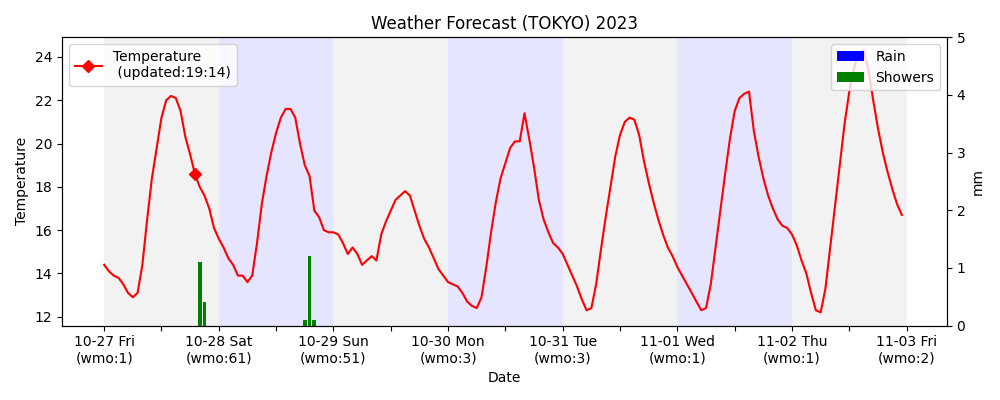 Weather Forecast (TOKYO) 2023
Temperature
(updated:19:14)
Rain
Showers
24
22
20
18
16
14
12
Temperature
5
4
3
2
1
0
mm
10-27 Fri
(wmo:1)
10-28 Sat
(wmo:61)
10-29 Sun
(wmo:51)
10-30 Mon
(wmo:3)
10-31 Tue
(wmo:3)
11-01 Wed
(wmo:1)
11-02 Thu
(wmo:1)
11-03 Fri
(wmo:2)
Date